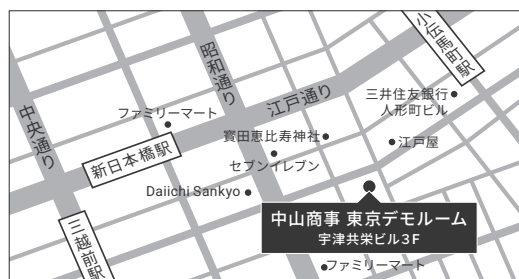 小伝馬町駅
昭和通り
江戸通り
三井住友銀行
人形町ビル
中央通り
ファミリーマート
寳田恵比寿神社
江戸屋
新日本橋駅
セブンイレブン
Daiichi Sankyo
中山商事 東京デモルーム
宇津共栄ビル3F
三越前駅
ファミリーマート